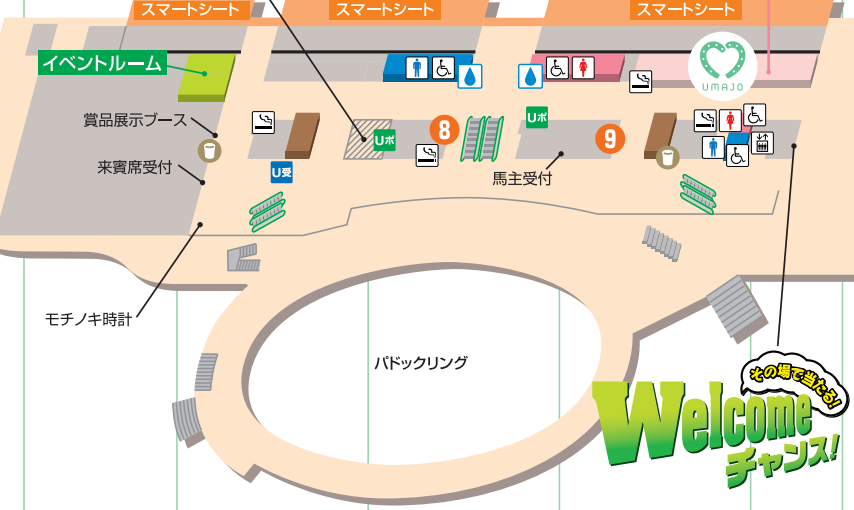 スマートシート
スマートシート
スマートシート
イベントルーム
UMAJO
賞品展示ブース
Uポ
8
Uポ
9
来賓席受付
U受
馬主受付
モチノキ時計
パドックリング
その場で当たる!
Welcome
チャンス!